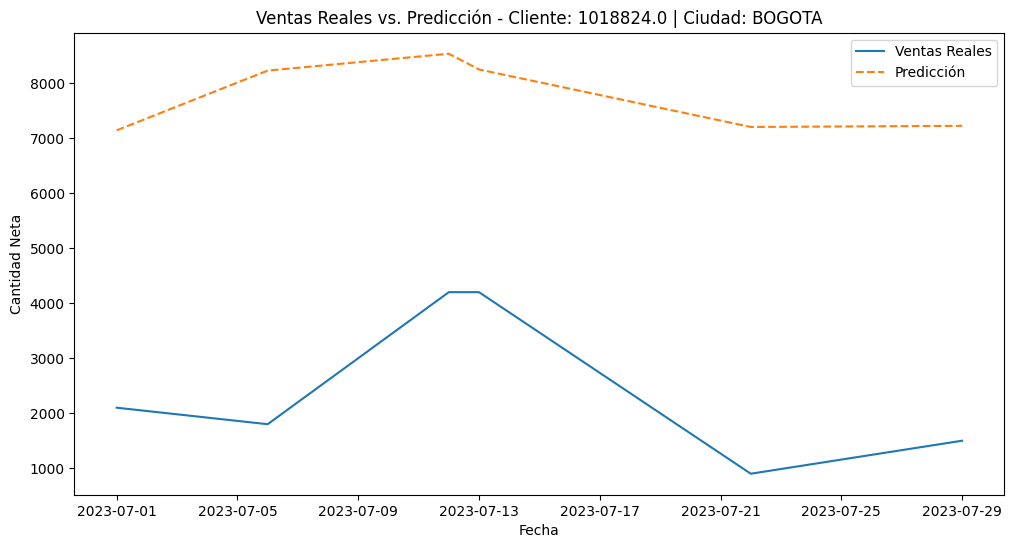 Ventas Reales vs. Predicción - Cliente: 1018824.0 | Ciudad: BOGOTA
Ventas Reales
Predicción
Cantidad Neta
8000
7000
6000
5000
4000
3000
2000
1000
2023-07-01 2023-07-05 2023-07-09 2023-07-13 2023-07-17 2023-07-21 2023-07-25 2023-07-29
Fecha